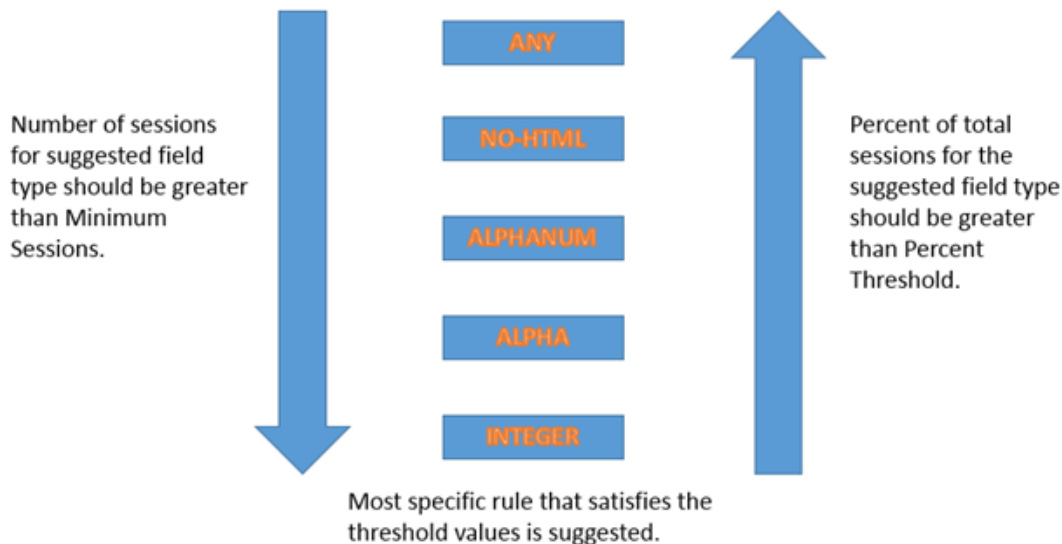 ANY
Number of sessions
for suggested field
type should be greater
than Minimum
Sessions.
NO-HTML
ALPHANUM
ALPHA
INTEGER
Percent of total
sessions for the
suggested field type
should be greater
than Percent
Threshold.
Most specific rule that satisfies the
threshold values is suggested.